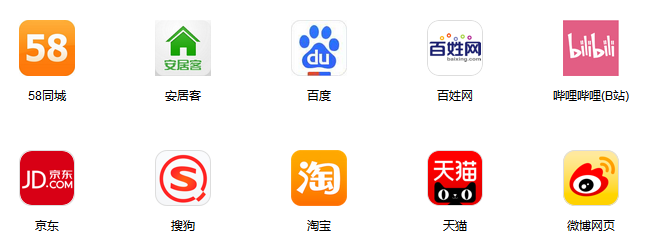 58
安居客
du
百姓网
baixing.com
bilibili
58同城
安居客
百度
百姓网
哔哩哔哩(B站)
JD.京东
.COM
S
淘
天猫
京东
搜狗
淘宝
天猫
微博网页